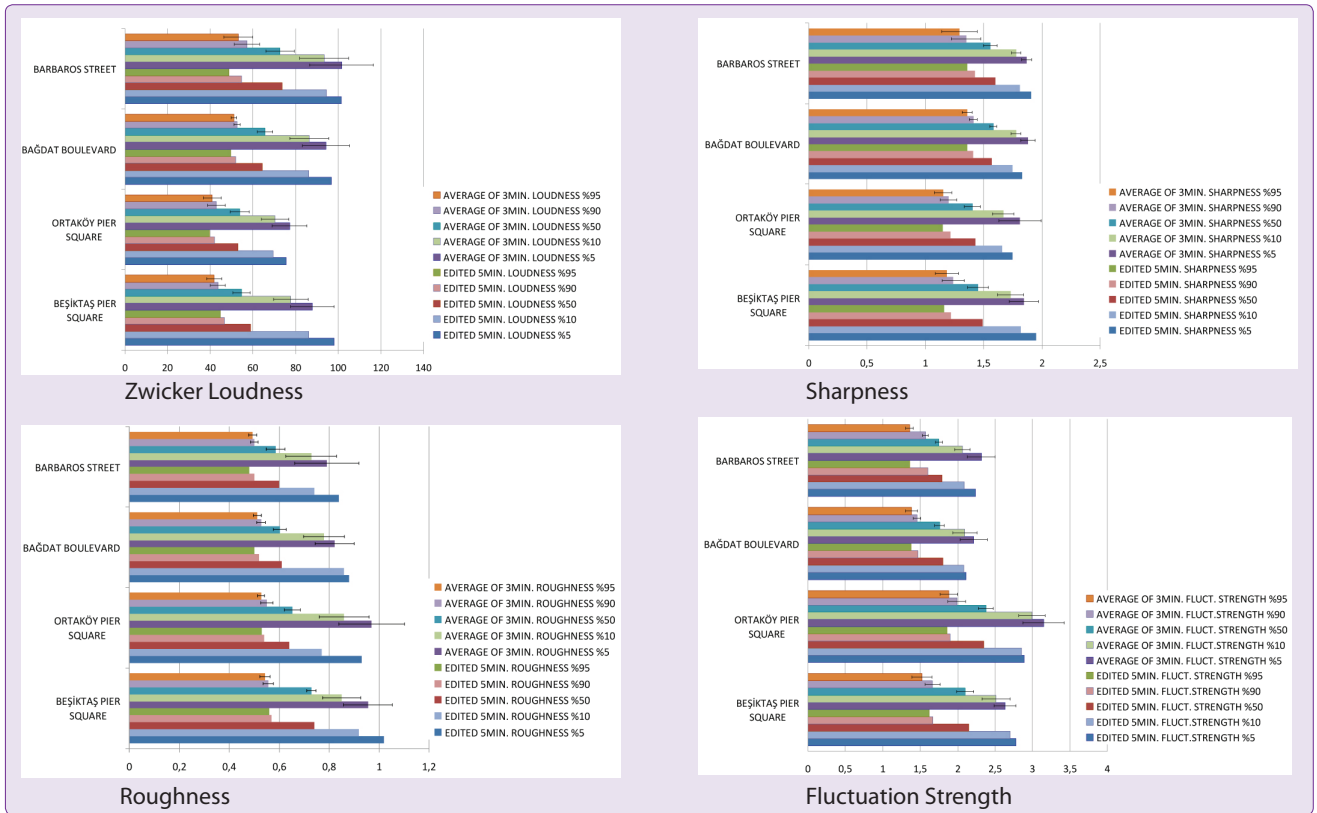 BARBAROS STREET
BAĞDAT BOULEVARD
ORTAKÖY PIER
SQUARE
BEŞİKTAŞ PIER
SQUARE
AVERAGE OF 3MIN. LOUDNESS %95
AVERAGE OF 3MIN. LOUDNESS %90
AVERAGE OF 3MIN. LOUDNESS %50
AVERAGE OF 3MIN. LOUDNESS %10
AVERAGE OF 3MIN. LOUDNESS %5
EDITED 5MIN. LOUDNESS %95
EDITED 5MIN. LOUDNESS %90
EDITED 5MIN. LOUDNESS %50
EDITED 5MIN. LOUDNESS %10
EDITED 5MIN. LOUDNESS %5
0 20 40 60 80 100 120 140
Zwicker Loudness
BARBAROS STREET
BAĞDAT BOULEVARD
ORTAKÖY PIER
SQUARE
BEŞİKTAŞ PIER
SQUARE
AVERAGE OF 3MIN. SHARPNESS %95
AVERAGE OF 3MIN. SHARPNESS %90
AVERAGE OF 3MIN. SHARPNESS %50
AVERAGE OF 3MIN. SHARPNESS %10
AVERAGE OF 3MIN. SHARPNESS %5
EDITED 5MIN. SHARPNESS %95
EDITED 5MIN. SHARPNESS %90
EDITED 5MIN. SHARPNESS %50
EDITED 5MIN. SHARPNESS %10
EDITED 5MIN. SHARPNESS %5
0 0,5 1 1,5 2 2,5
Sharpness
BARBAROS STREET
BAĞDAT BOULEVARD
ORTAKÖY PIER
SQUARE
BEŞİKTAŞ PIER
SQUARE
AVERAGE OF 3MIN. ROUGHNESS %95
AVERAGE OF 3MIN. ROUGHNESS %90
AVERAGE OF 3MIN. ROUGHNESS %50
AVERAGE OF 3MIN. ROUGHNESS %10
AVERAGE OF 3MIN. ROUGHNESS %5
EDITED 5MIN. ROUGHNESS %95
EDITED 5MIN. ROUGHNESS %90
EDITED 5MIN. ROUGHNESS %50
EDITED 5MIN. ROUGHNESS %10
EDITED 5MIN. ROUGHNESS %5
0 0,2 0,4 0,6 0,8 1 1,2
Roughness
BARBAROS STREET
BAĞDAT BOULEVARD
ORTAKÖY PIER
SQUARE
BEŞİKTAŞ PIER
SQUARE
AVERAGE OF 3MIN. FLUCT. STRENGTH %95
AVERAGE OF 3MIN. FLUCT.STRENGTH %90
AVERAGE OF 3MIN. FLUCT. STRENGTH %50
AVERAGE OF 3MIN. FLUCT. STRENGTH %10
AVERAGE OF 3MIN. FLUCT. STRENGTH %5
EDITED 5MIN. FLUCT. STRENGTH %95
EDITED 5MIN. FLUCT.STRENGTH %90
EDITED 5MIN. FLUCT. STRENGTH %50
EDITED 5MIN. FLUCT.STRENGTH %10
EDITED 5MIN. FLUCT.STRENGTH %5
0 0,5 1 1,5 2 2,5 3 3,5 4
Fluctuation Strength